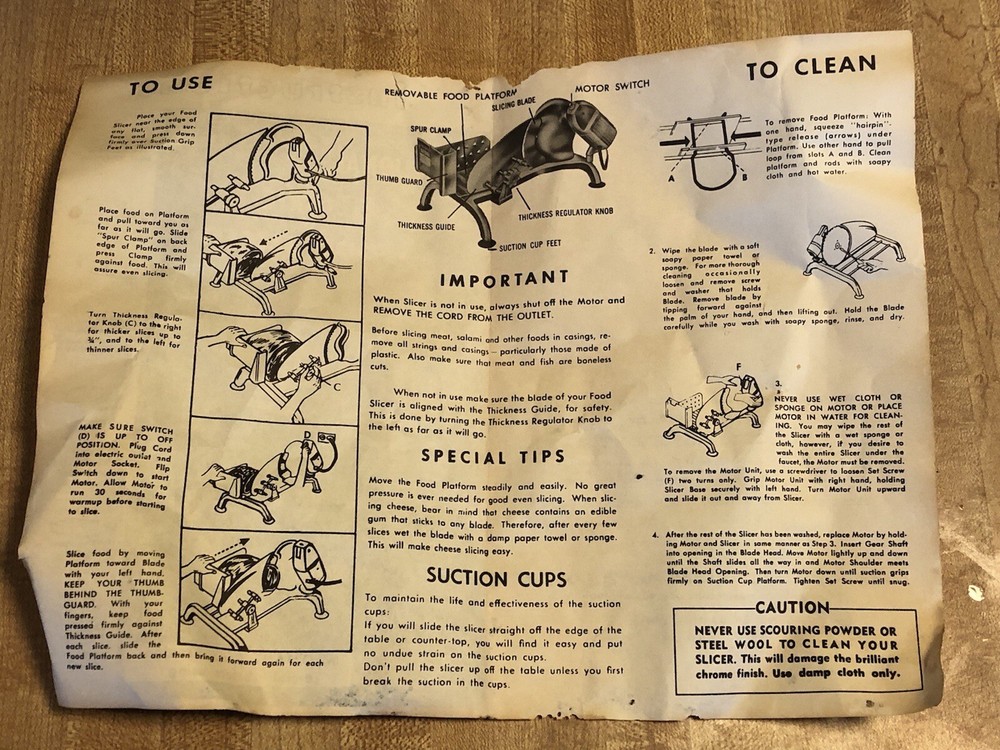 TO USE
Place your Food
Slicer near the edge of
any flat, smooth sur-
face and press down
firmly over Suction Grip
Feet as illustrated.
Place food on Platform
and pull toward you as
far as it will go. Slide
"Spur Clamp" on back
edge of Platform and
press Clamp firmly
against food. This will
assure even slicing.
Turn Thickness Regula-
tor Knob (C) to the right
for thicker slices up to
¾", and to the left for
thinner slices.
C
MAKE SURE SWITCH
(D) IS UP TO OFF
POSITION. Plug Cord
into electric outlet and
Motor Socket. Flip
Switch down to start
Motor. Allow Motor to
run 30 seconds for
warmup before starting
to slice.
D
Slice food by moving
Platform toward Blade
with your left hand.
KEEP YOUR THUMB
BEHIND THE THUMB-
GUARD. With your
fingers, keep food
pressed firmly against
Thickness Guide. After
each slice, slide the
Food Platform back and then bring it forward again for each
new slice.
REMOVABLE FOOD PLATFORM
SLICING BLADE
MOTOR SWITCH
SPUR CLAMP
THUMB GUARD
THICKNESS GUIDE
THICKNESS REGULATOR KNOB
SUCTION CUP FEET
IMPORTANT
When Slicer is not in use, always shut off the Motor and
REMOVE THE CORD FROM THE OUTLET.
Before slicing meat, salami and other foods in casings, re-
move all strings and casings — particularly those made of
plastic. Also make sure that meat and fish are boneless
cuts.
When not in use make sure the blade of your Food
Slicer is aligned with the Thickness Guide, for safety.
This is done by turning the Thickness Regulator Knob to
the left as far as it will go.
SPECIAL TIPS
Move the Food Platform steadily and easily. No great
pressure is ever needed for good even slicing. When slic-
ing cheese, bear in mind that cheese contains an edible
gum that sticks to any blade. Therefore, after every few
slices wet the blade with a damp paper towel or sponge.
This will make cheese slicing easy.
SUCTION CUPS
To maintain the life and effectiveness of the suction
cups:
If you will slide the slicer straight off the edge of the
table or counter-top, you will find it easy and put
no undue strain on the suction cups.
Don't pull the slicer up off the table unless you first
break the suction in the cups.
TO CLEAN
A
B
To remove Food Platform: With
one hand, squeeze "hairpin"-
type release (arrows) under
Platform. Use other hand to pull
loop from slots A and B. Clean
platform and rods with soapy
cloth and hot water.
2. Wipe the blade with a soft
soapy paper towel or
sponge. For more thorough
cleaning occasionally
loosen and remove screw
and washer that holds
Blade. Remove blade by
tipping forward against
the palm of your hand, and then lifting out. Hold the Blade
carefully while you wash with soapy sponge, rinse, and dry.
F
3.
NEVER USE WET CLOTH OR
SPONGE ON MOTOR OR PLACE
MOTOR IN WATER FOR CLEAN-
ING. You may wipe the rest of
the Slicer with a wet sponge or
cloth, however, if you desire to
wash the entire Slicer under the
faucet, the Motor must be removed.
To remove the Motor Unit, use a screwdriver to loosen Set Screw
(F) two turns only. Grip Motor Unit with right hand, holding
Slicer Base securely with left hand. Turn Motor Unit upward
and slide it out and away from Slicer.
4. After the rest of the Slicer has been washed, replace Motor by hold-
ing Motor and Slicer in same manner as Step 3. Insert Gear Shaft
into opening in the Blade Head. Move Motor lightly up and down
until the Shaft slides all the way in and Motor Shoulder meets
Blade Head Opening. Then turn Motor down until suction grips
firmly on Suction Cup Platform. Tighten Set Screw until snug.
CAUTION
NEVER USE SCOURING POWDER OR
STEEL WOOL TO CLEAN YOUR
SLICER. This will damage the brilliant
chrome finish. Use damp cloth only.